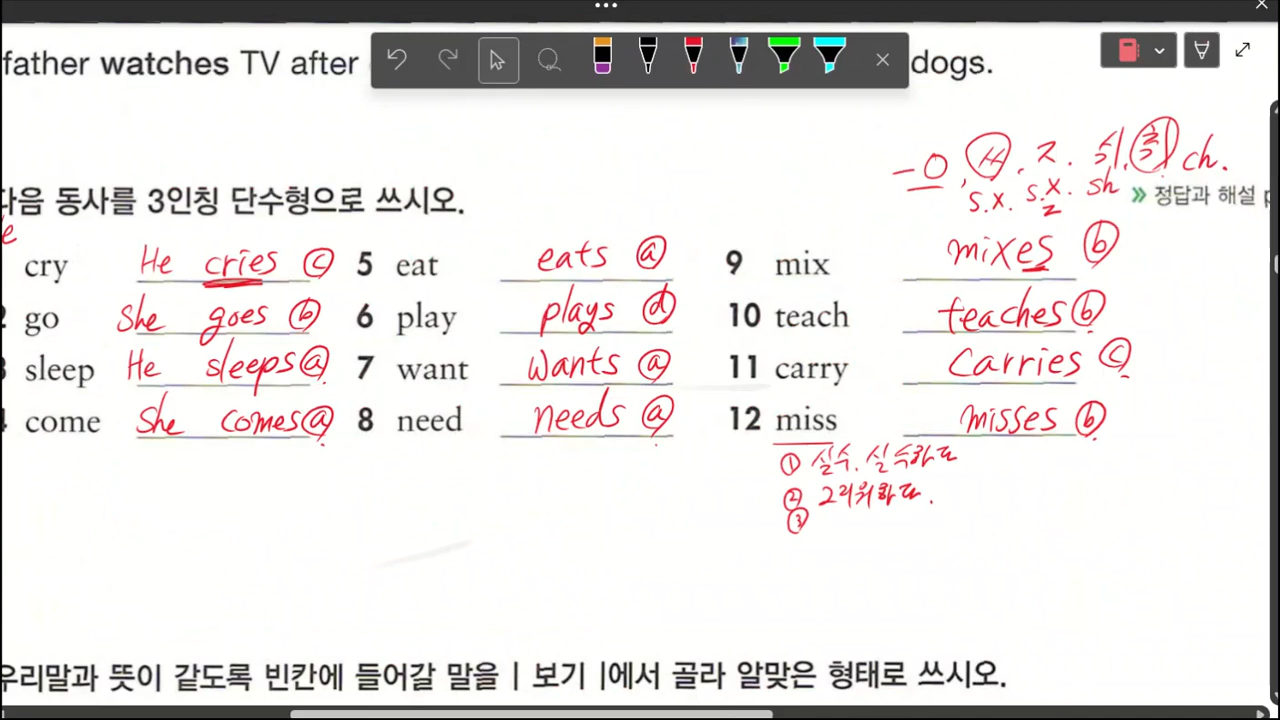 father watches TV after dogs.
-o, ㅆ. ㅈ. 쉬. 취 ch.
s.x. s.x. sh
z
다음 동사를 3인칭 단수형으로 쓰시오.
» 정답과 해설 p
cry He cries ⓒ 5 eat eats ⓐ 9 mix mixes ⓑ
go She goes ⓑ 6 play plays ⓓ 10 teach teaches ⓑ
sleep He sleeps ⓐ 7 want wants ⓐ 11 carry carries ⓒ
come She comes ⓐ 8 need needs ⓐ 12 miss misses ⓑ
① 실수. 실수하다
② 그리워하다.
③
우리말과 뜻이 같도록 빈칸에 들어갈 말을 | 보기 |에서 골라 알맞은 형태로 쓰시오.